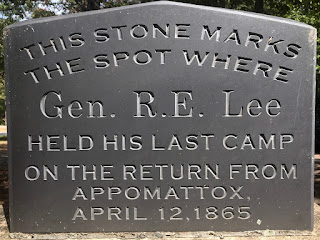 THIS STONE MARKS
THE SPOT WHERE
Gen. R.E. Lee
HELD HIS LAST CAMP
ON THE RETURN FROM
APPOMATTOX,
APRIL 12,1865